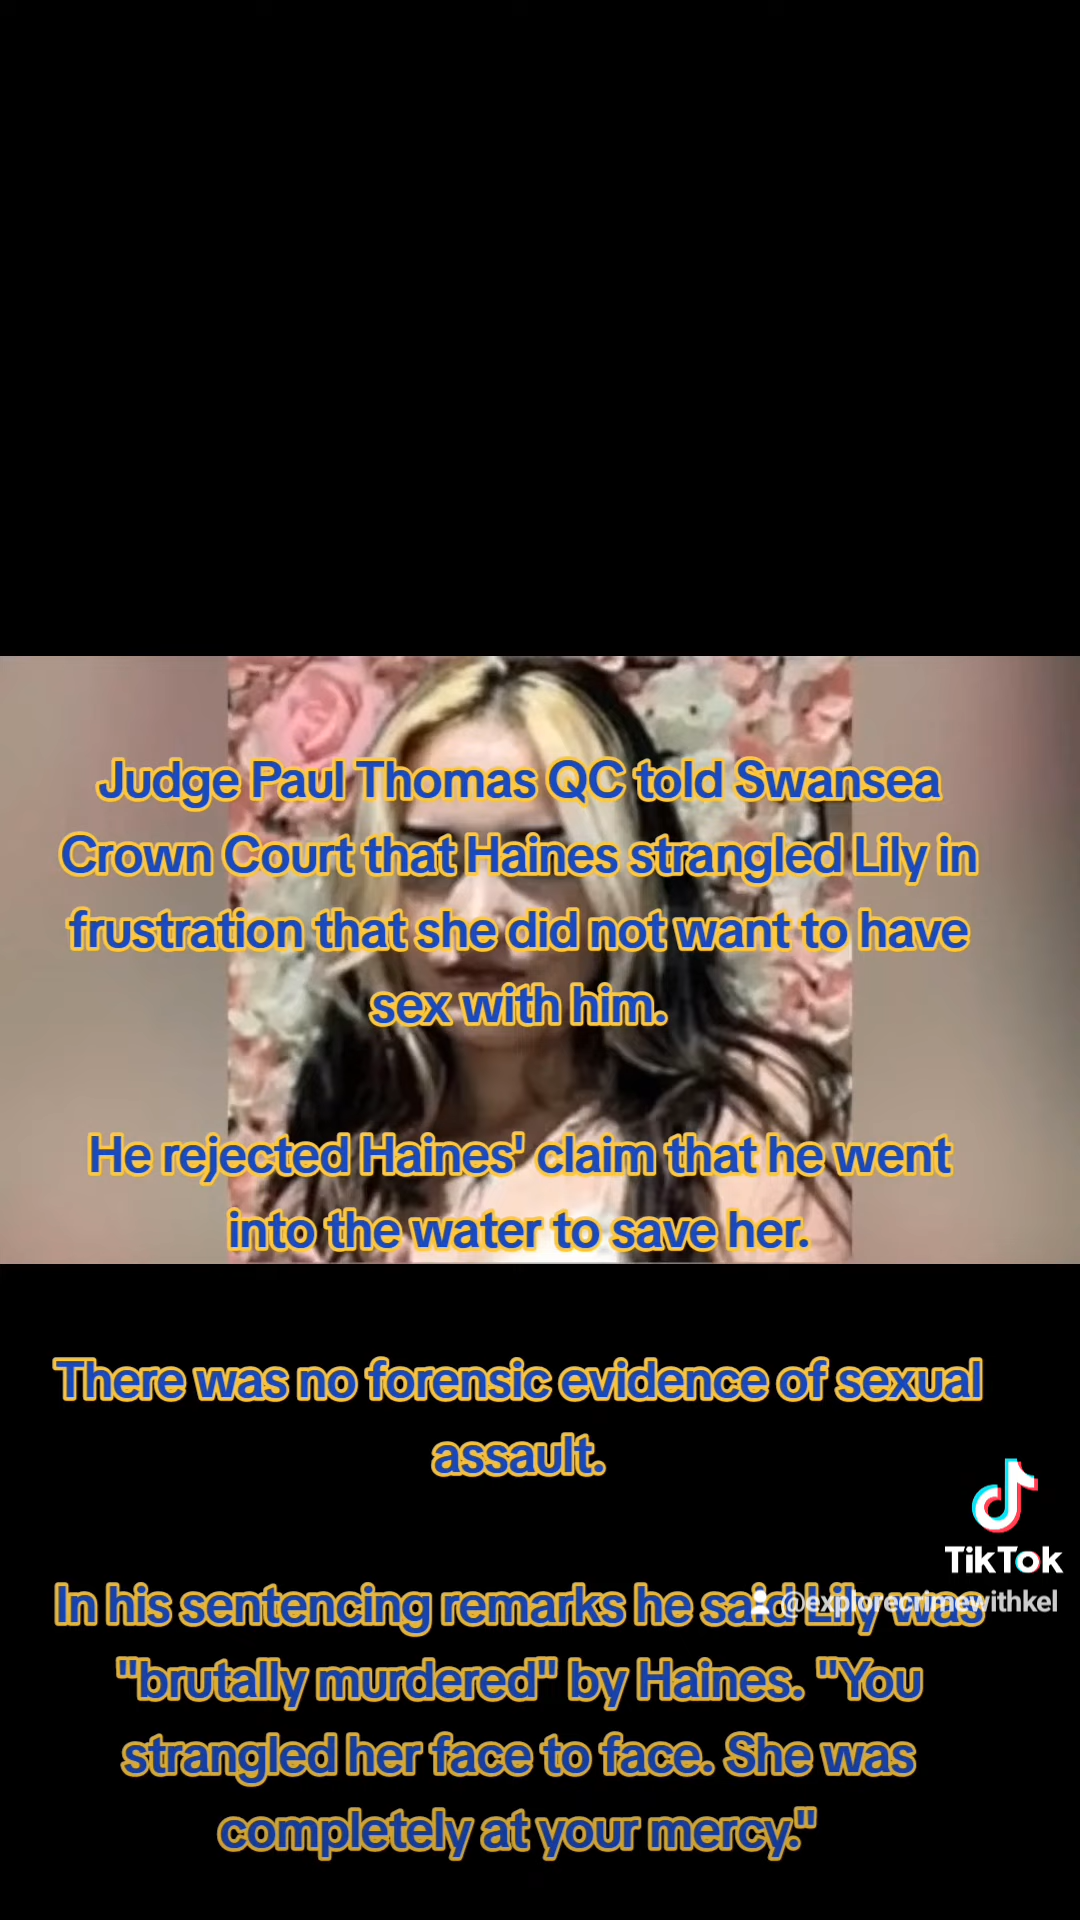 Judge Paul Thomas QC told Swansea
Crown Court that Haines strangled Lily in
frustration that she did not want to have
sex with him.
He rejected Haines' claim that he went
into the water to save her.
There was no forensic evidence of sexual
assault.
In his sentencing remarks he said Lily was
"brutally murdered" by Haines. "You
strangled her face to face. She was
completely at your mercy."
TikTok
@explorecrimewithkel